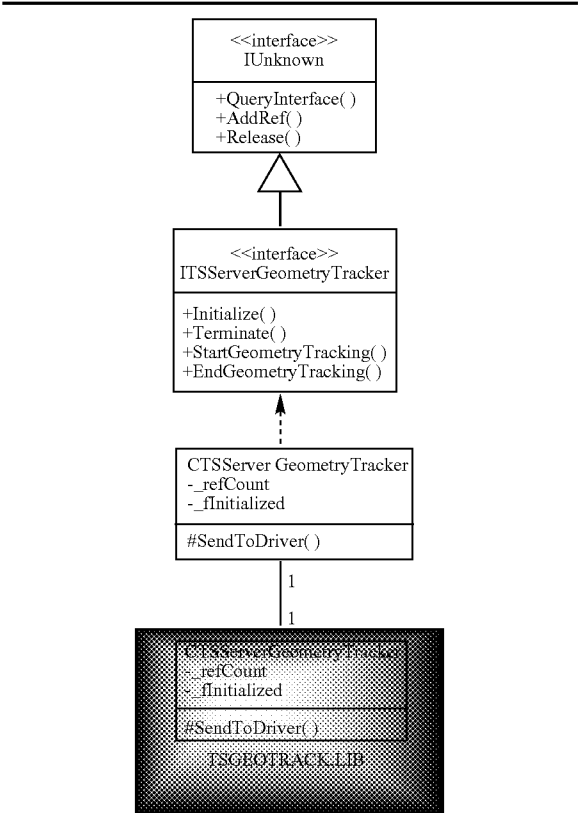 <<interface>>
IUnknown
+QueryInterface( )
+AddRef( )
+Release( )
<<interface>>
ITSServerGeometryTracker
+Initialize( )
+Terminate( )
+StartGeometryTracking( )
+EndGeometryTracking( )
CTSServer GeometryTracker
-_refCount
-_fInitialized
#SendToDriver( )
1
1
CTSServerGeometryTracker
-_refCount
-_fInitialized
#SendToDriver( )
TSGEOTRACK.LIB